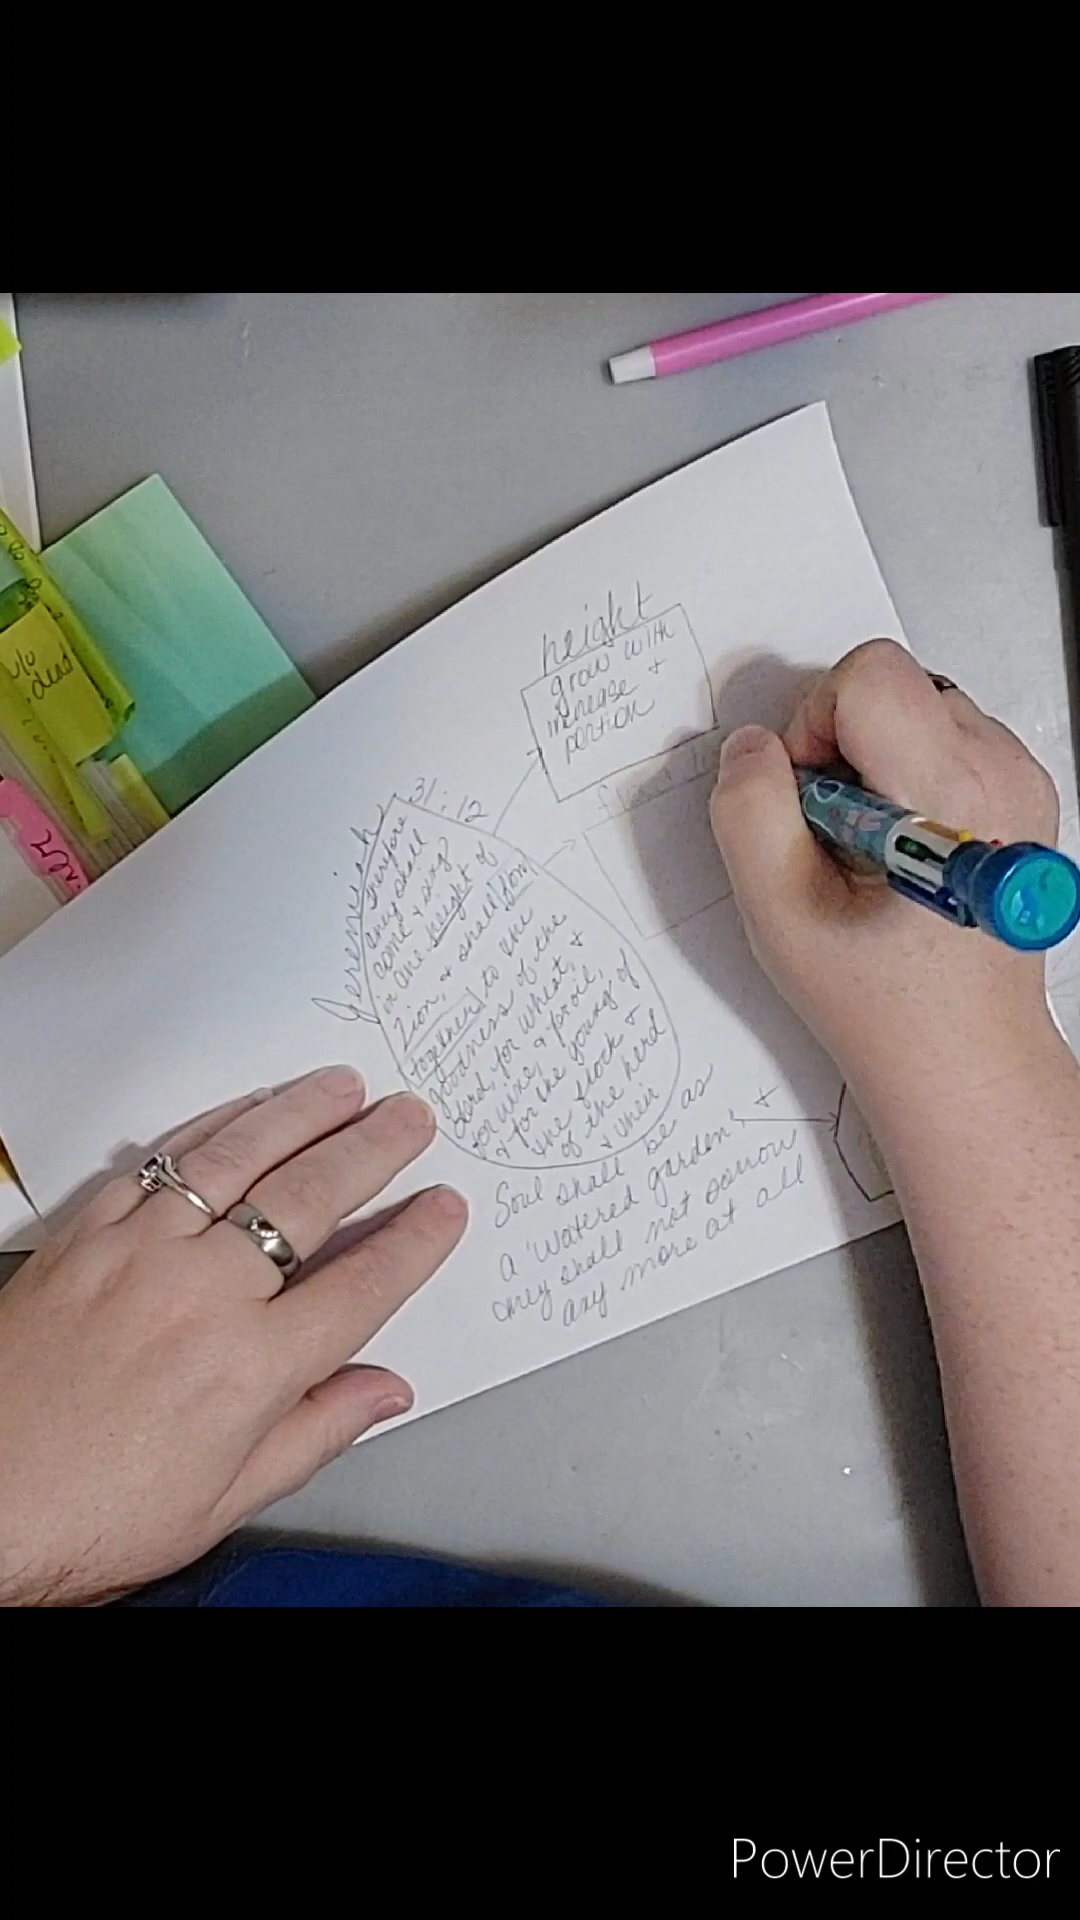 height
grow with
increase +
portion
Jeremiah 31:12
Therefore
they shall
come + sing
in the height of
Zion, + shall flow
together to the
goodness of the
Lord, for wheat, +
for wine, + for oil,
+ for the young of
the flock +
of the herd
+ their
Soul shall be as
a 'watered garden', +
they shall not sorrow
any more at all
PowerDirector